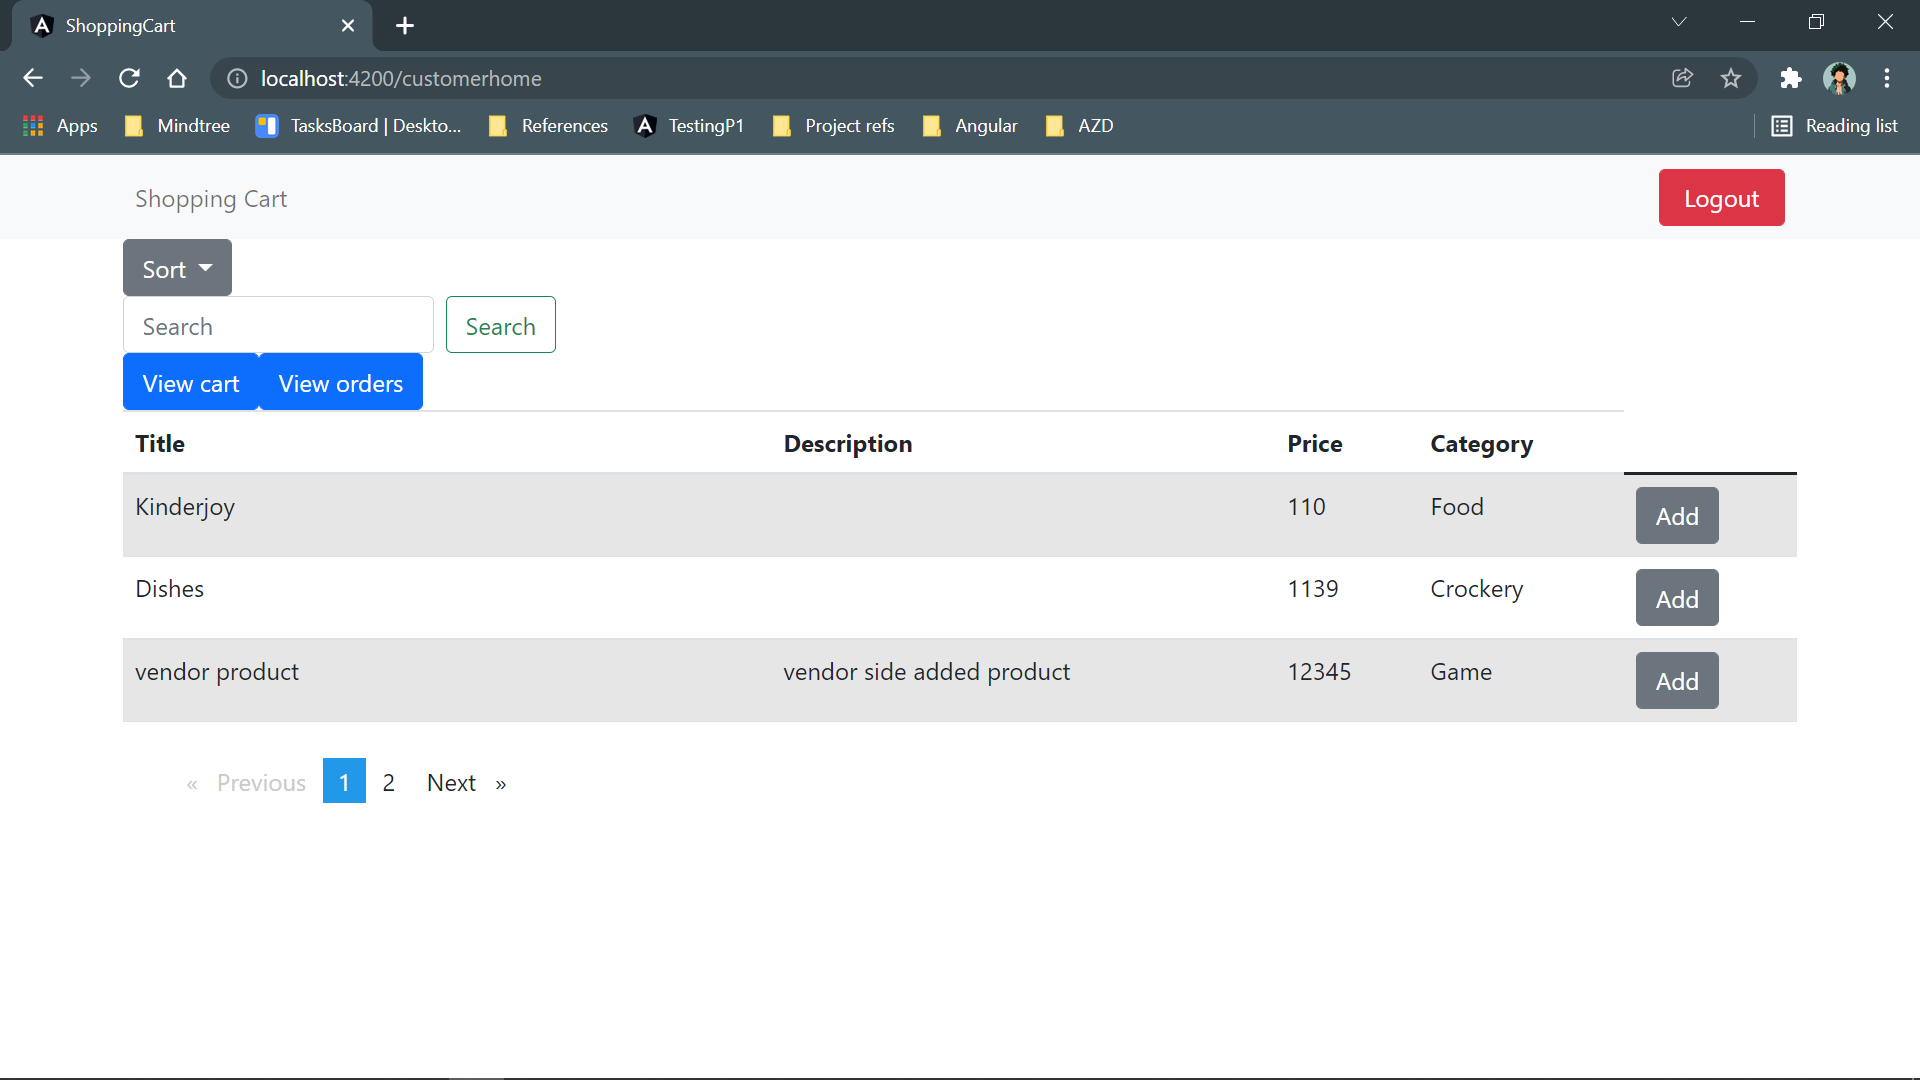 ShoppingCart
localhost:4200/customerhome
Apps Mindtree TasksBoard | Deskto... References TestingP1 Project refs Angular AZD Reading list
Shopping Cart Logout
Sort
Search Search
View cart View orders
Title Description Price Category
Kinderjoy 110 Food Add
Dishes 1139 Crockery Add
vendor product vendor side added product 12345 Game Add
« Previous 1 2 Next »